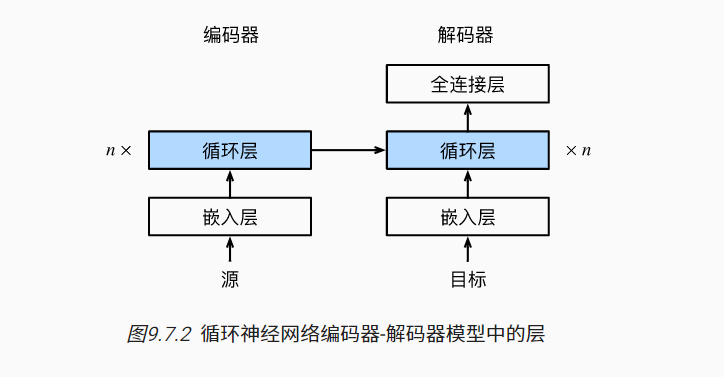 编码器 解码器
全连接层
n × 循环层 循环层 × n
嵌入层 嵌入层
源 目标
图9.7.2 循环神经网络编码器-解码器模型中的层